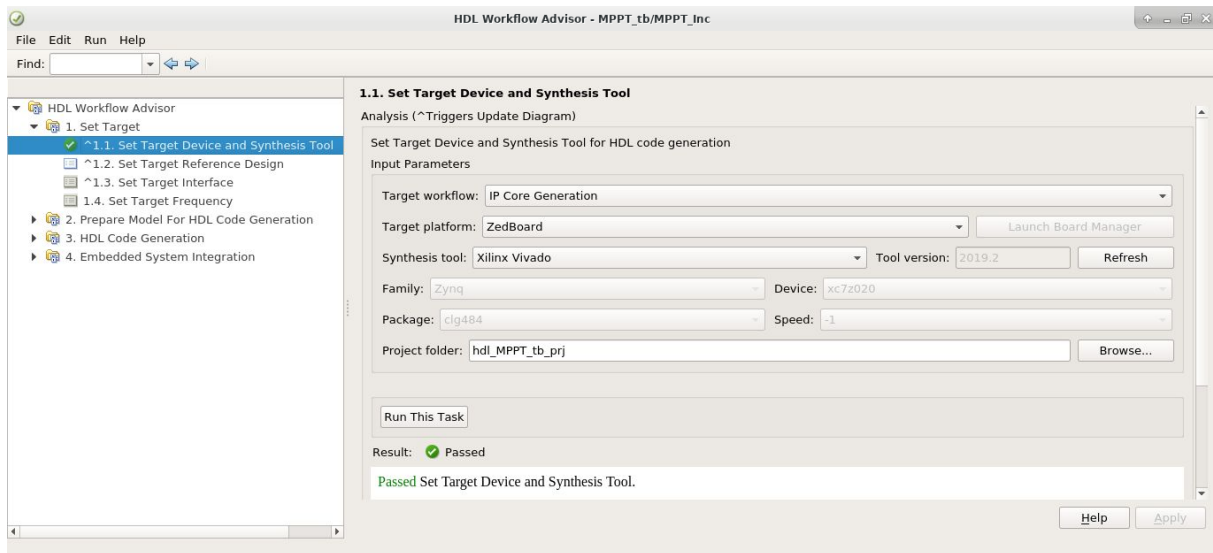 HDL Workflow Advisor - MPPT_tb/MPPT_Inc
File Edit Run Help
Find:
HDL Workflow Advisor
1. Set Target
^1.1. Set Target Device and Synthesis Tool
^1.2. Set Target Reference Design
^1.3. Set Target Interface
1.4. Set Target Frequency
2. Prepare Model For HDL Code Generation
3. HDL Code Generation
4. Embedded System Integration
1.1. Set Target Device and Synthesis Tool
Analysis (^Triggers Update Diagram)
Set Target Device and Synthesis Tool for HDL code generation
Input Parameters
Target workflow: IP Core Generation
Target platform: ZedBoard Launch Board Manager
Synthesis tool: Xilinx Vivado Tool version: 2019.2 Refresh
Family: Zynq Device: xc7z020
Package: clg484 Speed: -1
Project folder: hdl_MPPT_tb_prj Browse...
Run This Task
Result: Passed
Passed Set Target Device and Synthesis Tool.
Help Apply